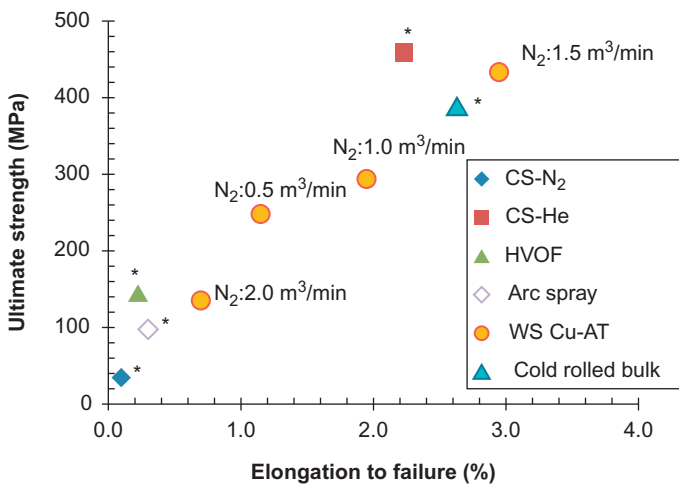 500
400
300
200
100
0
Ultimate strength (MPa)
*
N₂:1.5 m³/min
*
N₂:1.0 m³/min
N₂:0.5 m³/min
*
N₂:2.0 m³/min
*
*
CS-N₂
CS-He
HVOF
Arc spray
WS Cu-AT
Cold rolled bulk
0.0 1.0 2.0 3.0 4.0
Elongation to failure (%)